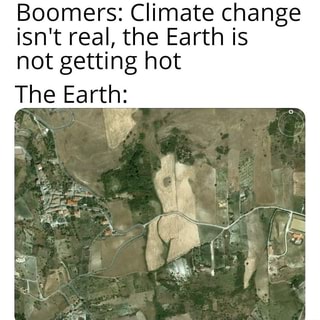 Boomers: Climate change
isn't real, the Earth is
not getting hot
The Earth: